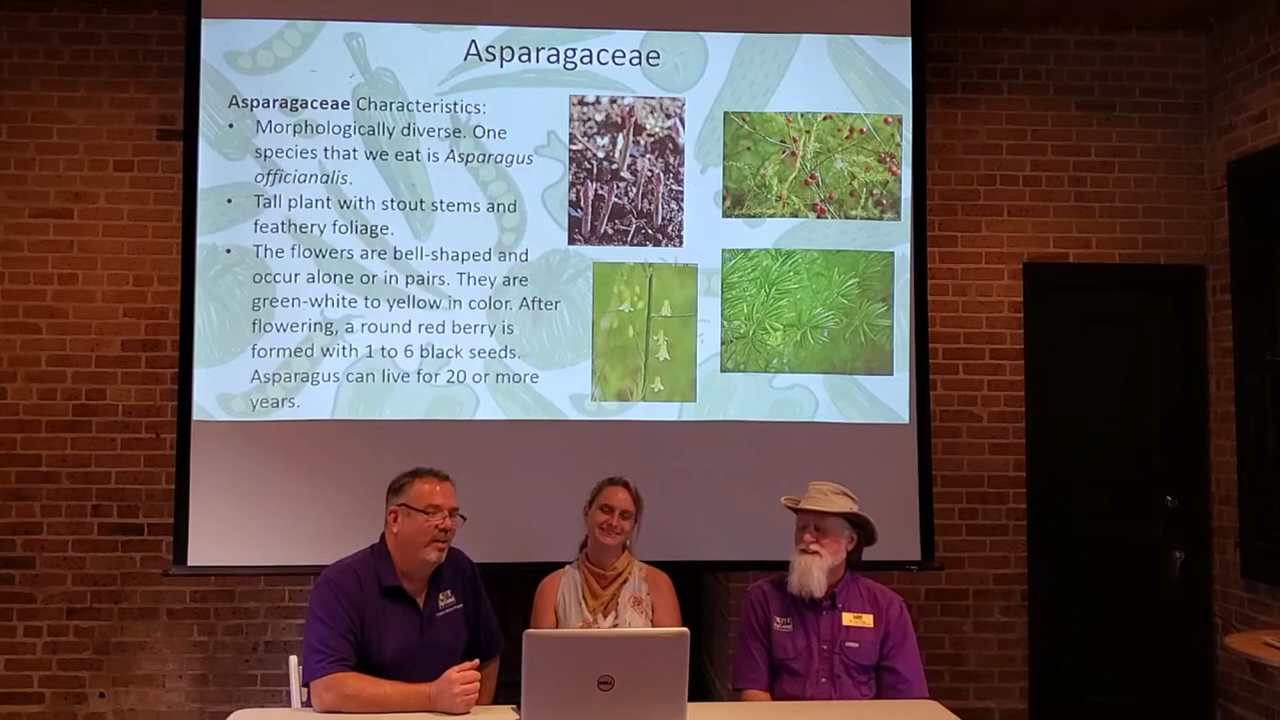 Asparagaceae
Asparagaceae Characteristics:
• Morphologically diverse. One
species that we eat is Asparagus
officianalis.
• Tall plant with stout stems and
feathery foliage.
• The flowers are bell-shaped and
occur alone or in pairs. They are
green-white to yellow in color. After
flowering, a round red berry is
formed with 1 to 6 black seeds.
Asparagus can live for 20 or more
years.
DELL